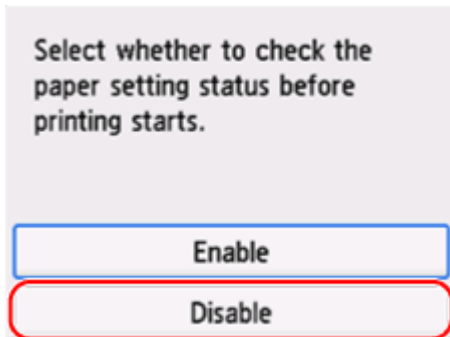 Select whether to check the
paper setting status before
printing starts.
Enable
Disable